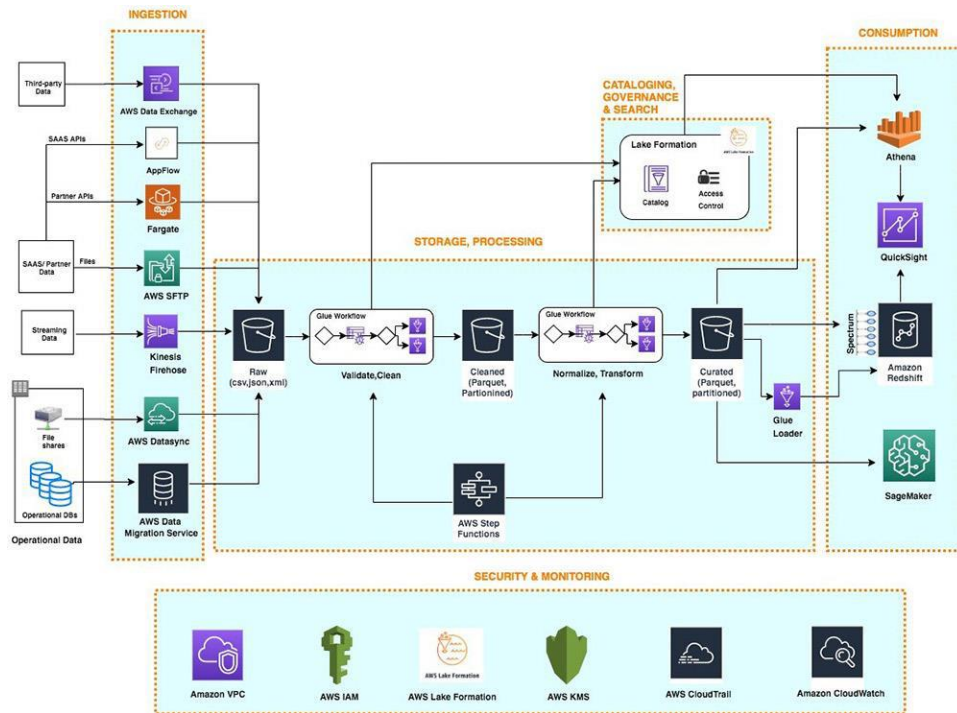 INGESTION
CONSUMPTION
Third-party
Data
AWS Data Exchange
SAAS APIs
AppFlow
Partner APIs
Fargate
SAAS/ Partner
Data
Files
AWS SFTP
Streaming
Data
Kinesis
Firehose
File
shares
AWS Datasync
Operational DBs
Operational Data
AWS Data
Migration Service
CATALOGING,
GOVERNANCE
& SEARCH
Lake Formation
AWS Lake Formation
Catalog
Access
Control
STORAGE, PROCESSING
Raw
(csv,json,xml)
Glue Workflow
Validate,Clean
Cleaned
(Parquet,
Partionined)
Glue Workflow
Normalize, Transform
Curated
(Parquet,
partitioned)
Glue
Loader
AWS Step
Functions
Athena
QuickSight
Spectrum
Amazon
Redshift
SageMaker
SECURITY & MONITORING
Amazon VPC
AWS IAM
AWS Lake Formation
AWS Lake Formation
AWS KMS
AWS CloudTrail
Amazon CloudWatch